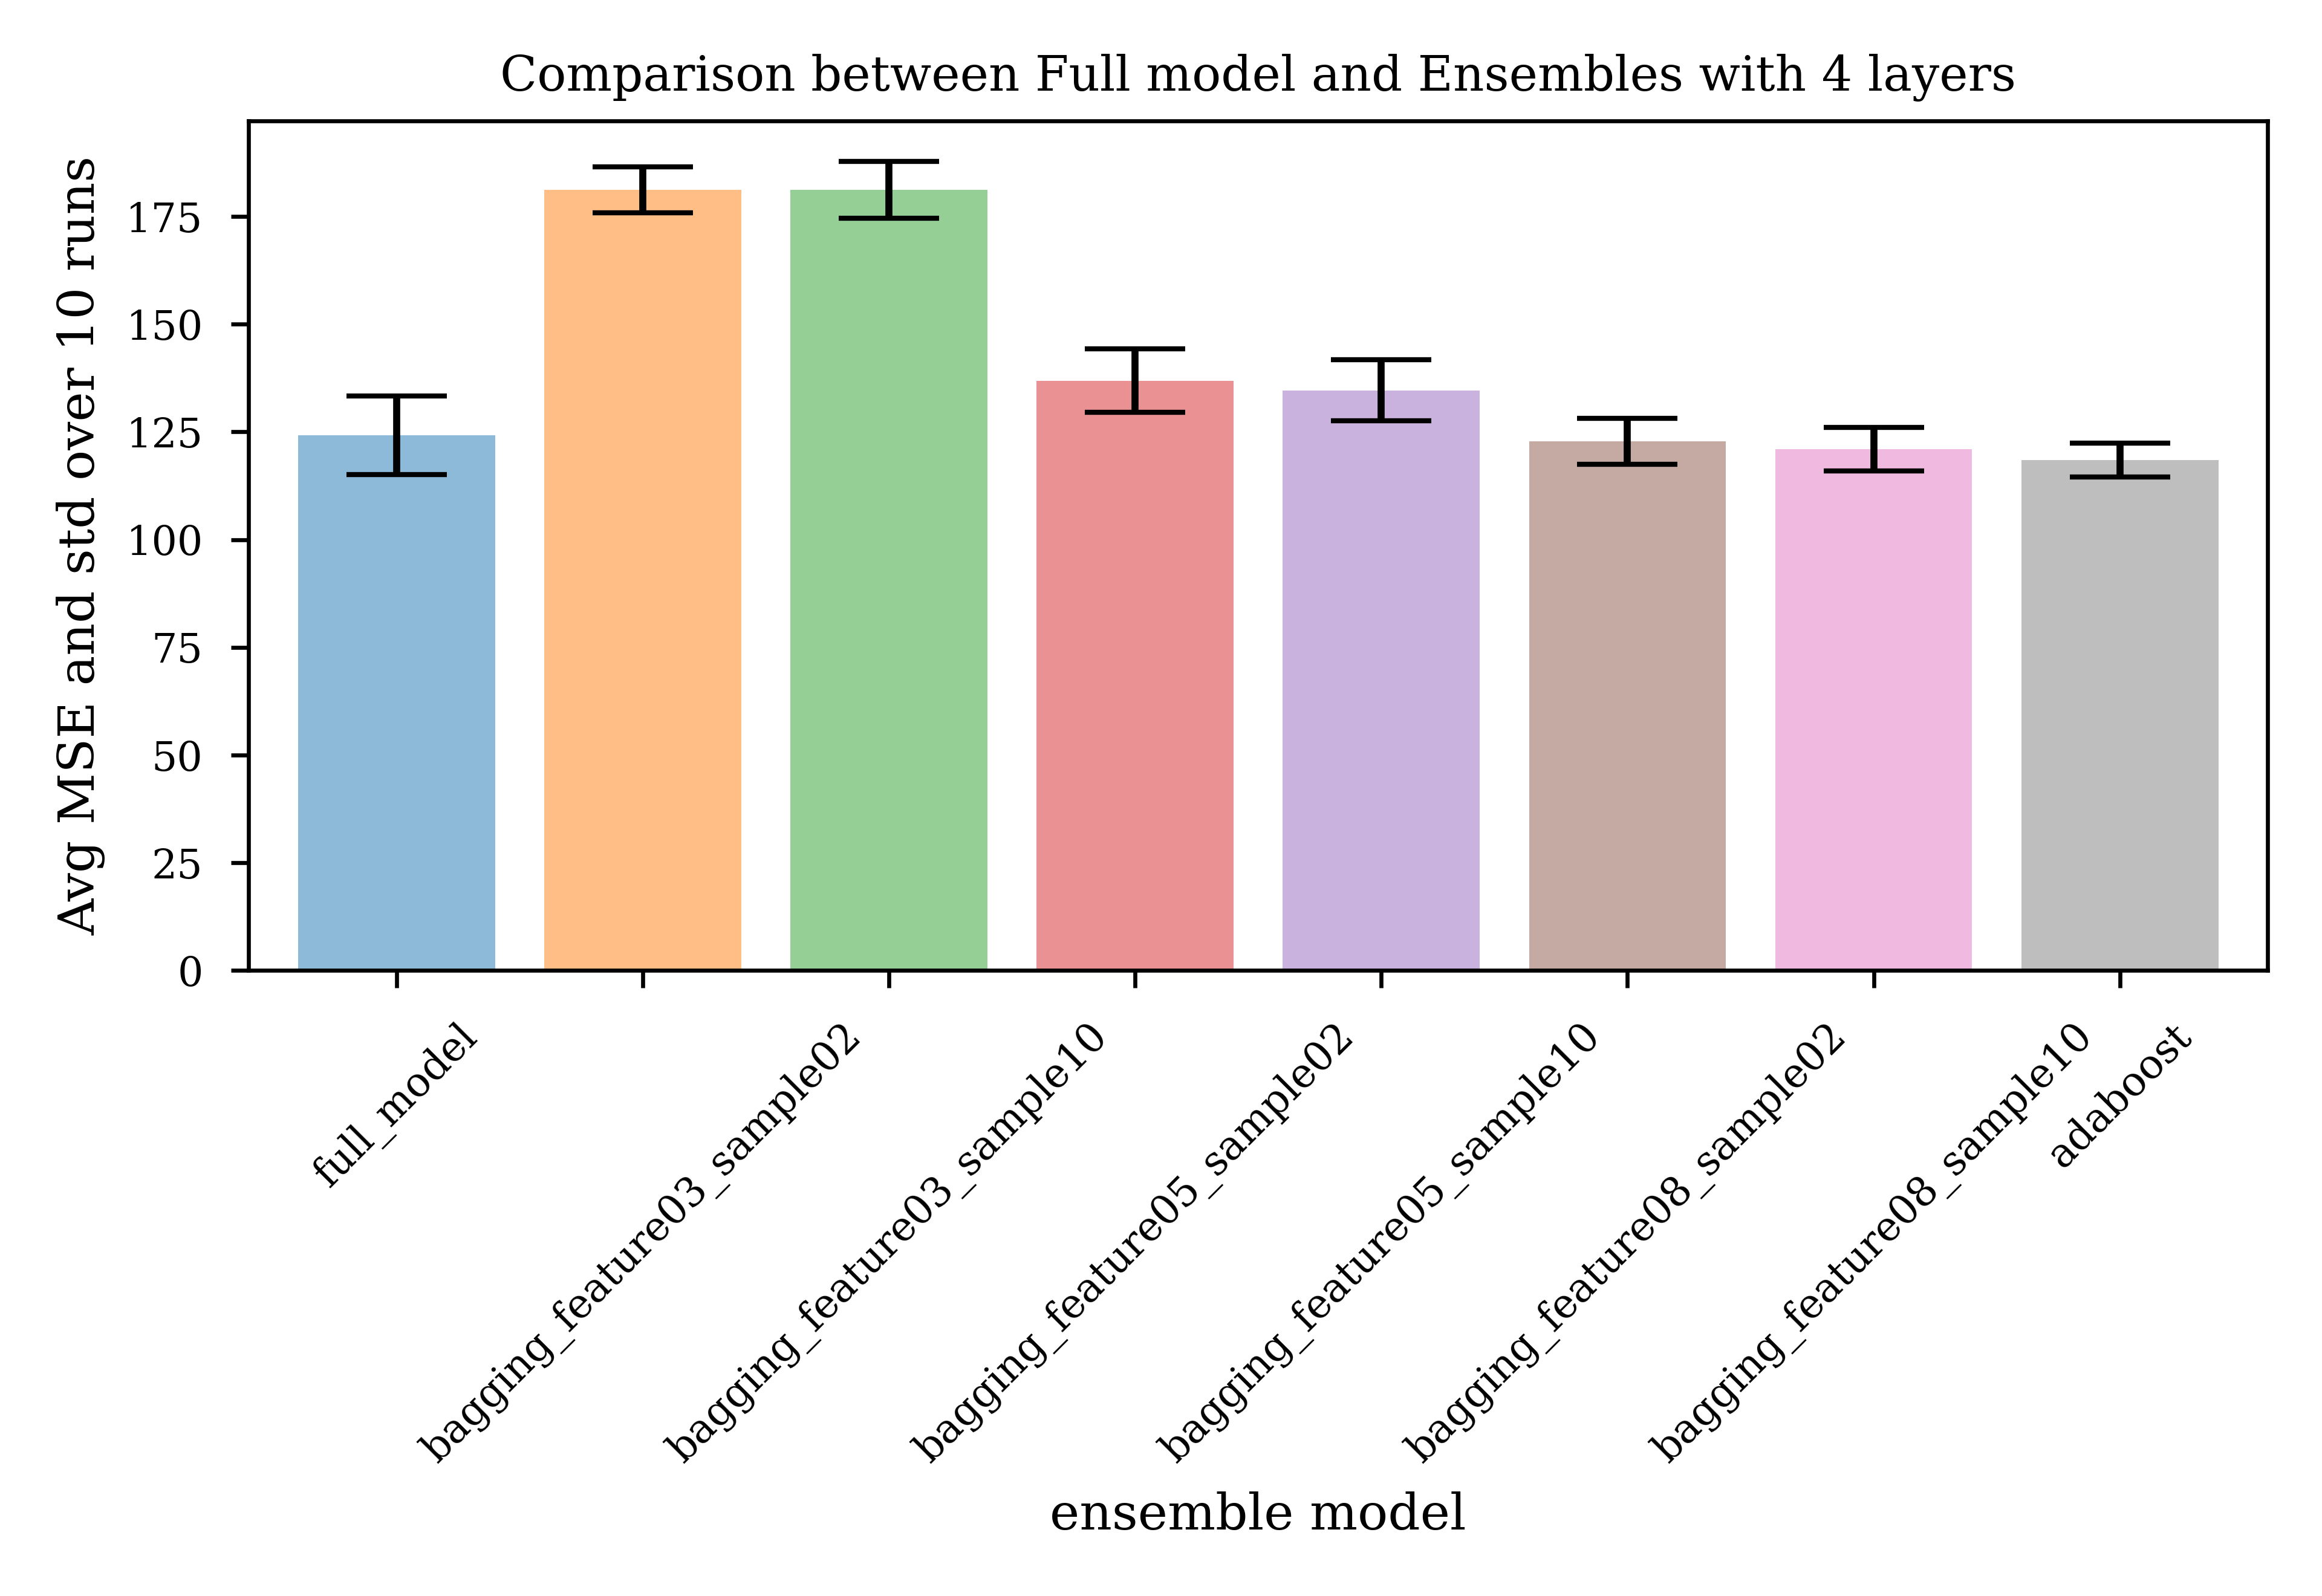 Comparison between Full model and Ensembles with 4 layers
Avg MSE and std over 10 runs
175
150
125
100
75
50
25
0
full_model
bagging_feature03_sample02
bagging_feature03_sample10
bagging_feature05_sample02
bagging_feature05_sample10
bagging_feature08_sample02
bagging_feature08_sample10
adaboost
ensemble model